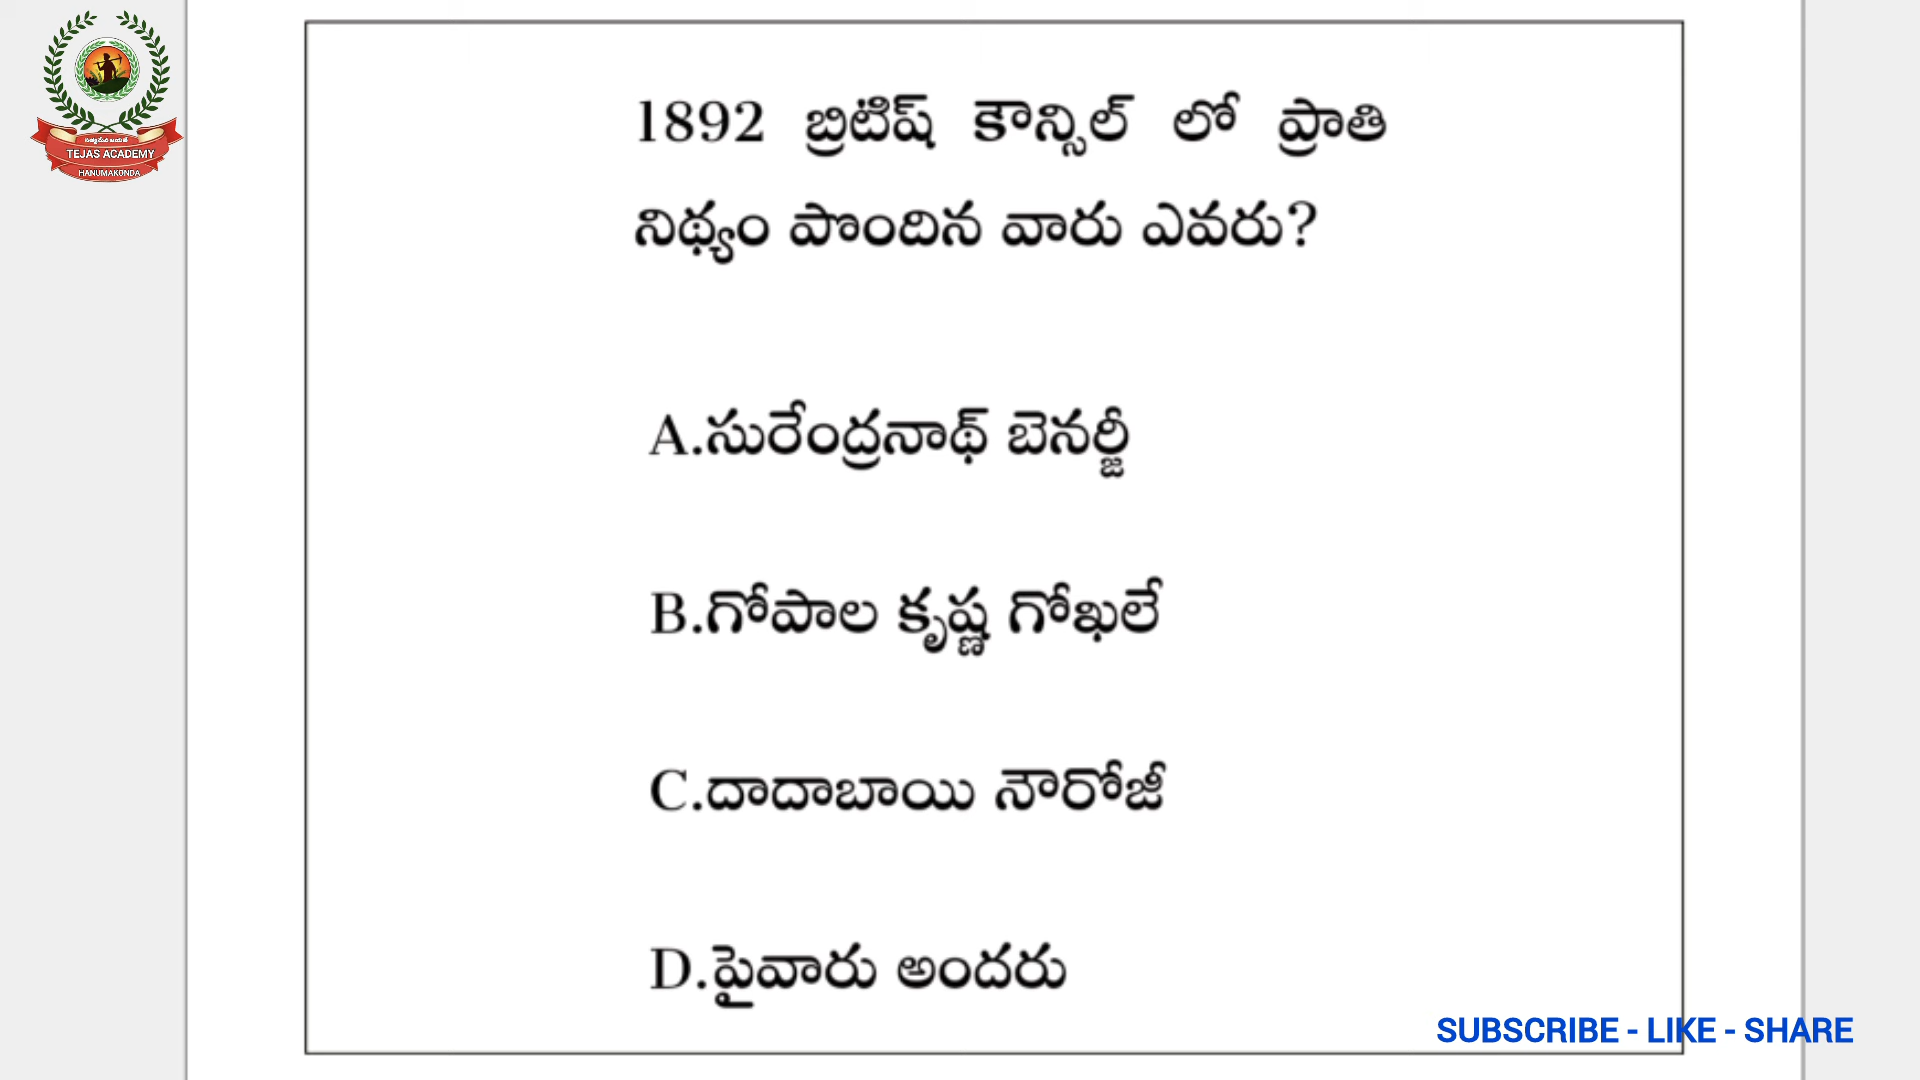 TEJAS ACADEMY
HANUMAKONDA
1892 బ్రిటిష్ కౌన్సిల్ లో ప్రాతి
నిథ్యం పొందిన వారు ఎవరు?
A.సురేంద్రనాథ్ బెనర్జీ
B.గోపాల కృష్ణ గోఖలే
C.దాదాబాయి నౌరోజీ
D.పైవారు అందరు
SUBSCRIBE - LIKE - SHARE